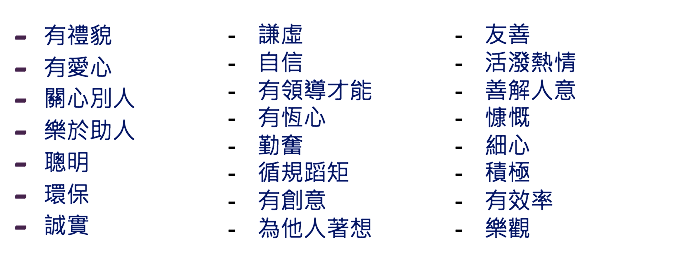 - 有禮貌
- 有愛心
- 關心別人
- 樂於助人
- 聰明
- 環保
- 誠實
- 謙虛
- 自信
- 有領導才能
- 有恆心
- 勤奮
- 循規蹈矩
- 有創意
- 為他人著想
- 友善
- 活潑熱情
- 善解人意
- 慷慨
- 細心
- 積極
- 有效率
- 樂觀